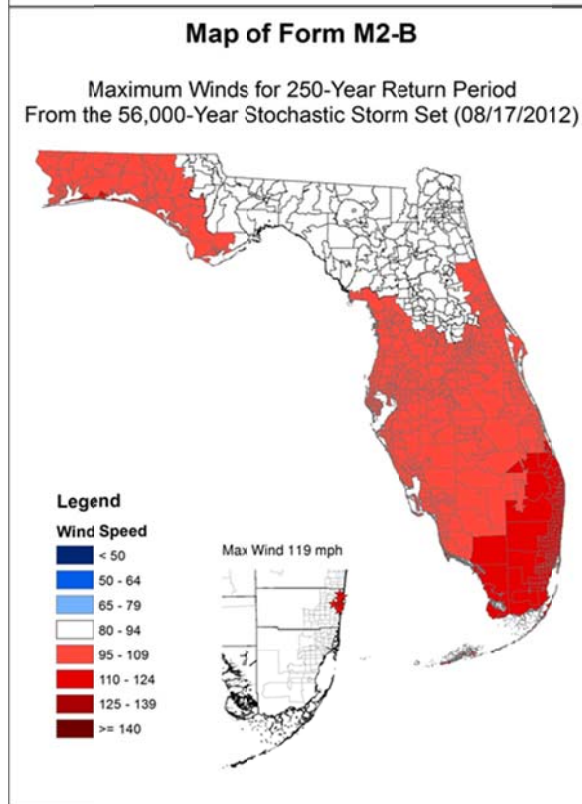 Map of Form M2-B
Maximum Winds for 250-Year Return Period
From the 56,000-Year Stochastic Storm Set (08/17/2012)
Legend
Wind Speed
< 50
50 - 64
65 - 79
80 - 94
95 - 109
110 - 124
125 - 139
>= 140
Max Wind 119 mph